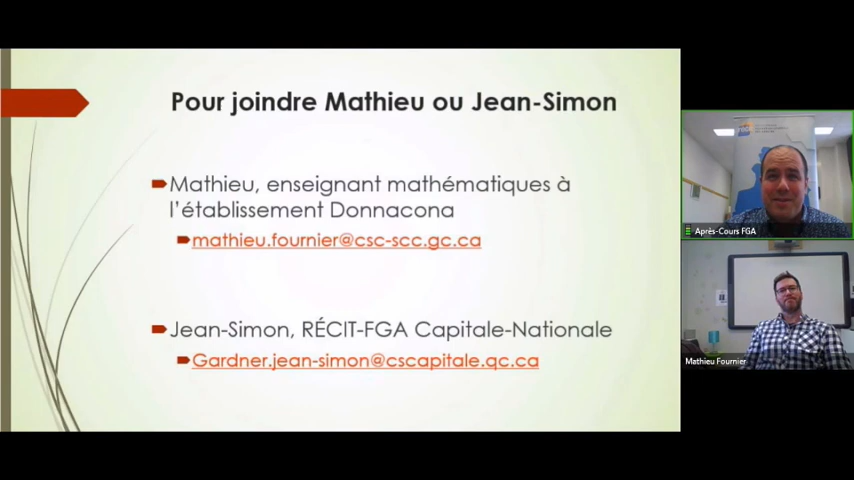 Pour joindre Mathieu ou Jean-Simon
Mathieu, enseignant mathématiques à
l'établissement Donnacona
mathieu.fournier@csc-scc.gc.ca
Jean-Simon, RÉCIT-FGA Capitale-Nationale
Gardner.jean-simon@cscapitale.qc.ca
Après-Cours FGA
Mathieu Fournier